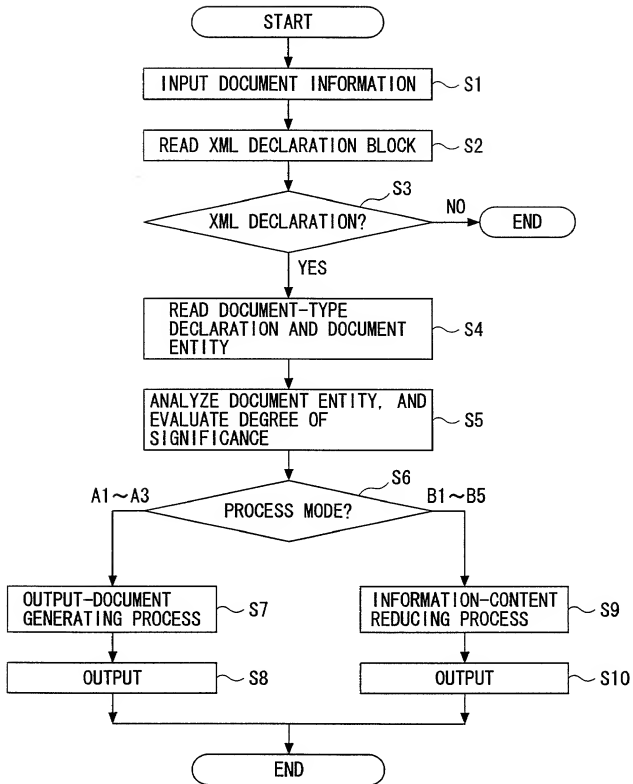 START
INPUT DOCUMENT INFORMATION
S1
READ XML DECLARATION BLOCK
S2
S3
XML DECLARATION?
NO
END
YES
READ DOCUMENT-TYPE
DECLARATION AND DOCUMENT
ENTITY
S4
ANALYZE DOCUMENT ENTITY, AND
EVALUATE DEGREE OF
SIGNIFICANCE
S5
S6
A1~A3
PROCESS MODE?
B1~B5
OUTPUT-DOCUMENT
GENERATING PROCESS
S7
INFORMATION-CONTENT
REDUCING PROCESS
S9
OUTPUT
S8
OUTPUT
S10
END